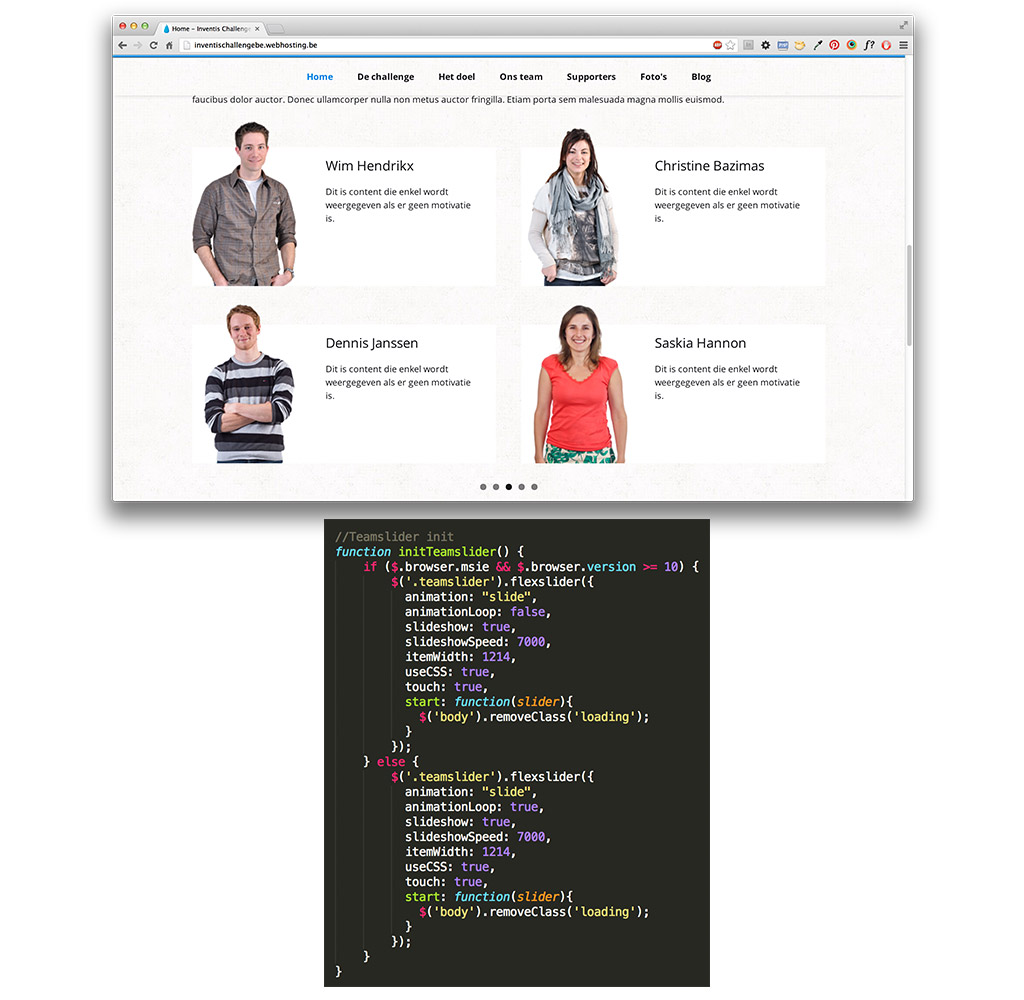 Home – Inventis Challenge
inventischallengebe.webhosting.be
Home De challenge Het doel Ons team Supporters Foto's Blog
faucibus dolor auctor. Donec ullamcorper nulla non metus auctor fringilla. Etiam porta sem malesuada magna mollis euismod.
Wim Hendrikx
Dit is content die enkel wordt
weergegeven als er geen motivatie
is.
Christine Bazimas
Dit is content die enkel wordt
weergegeven als er geen motivatie
is.
Dennis Janssen
Dit is content die enkel wordt
weergegeven als er geen motivatie
is.
Saskia Hannon
Dit is content die enkel wordt
weergegeven als er geen motivatie
is.
//Teamslider init
function initTeamslider() {
if ($.browser.msie && $.browser.version >= 10) {
$('.teamslider').flexslider({
animation: "slide",
animationLoop: false,
slideshow: true,
slideshowSpeed: 7000,
itemWidth: 1214,
useCSS: true,
touch: true,
start: function(slider){
$('body').removeClass('loading');
}
});
} else {
$('.teamslider').flexslider({
animation: "slide",
animationLoop: true,
slideshow: true,
slideshowSpeed: 7000,
itemWidth: 1214,
useCSS: true,
touch: true,
start: function(slider){
$('body').removeClass('loading');
}
});
}
}